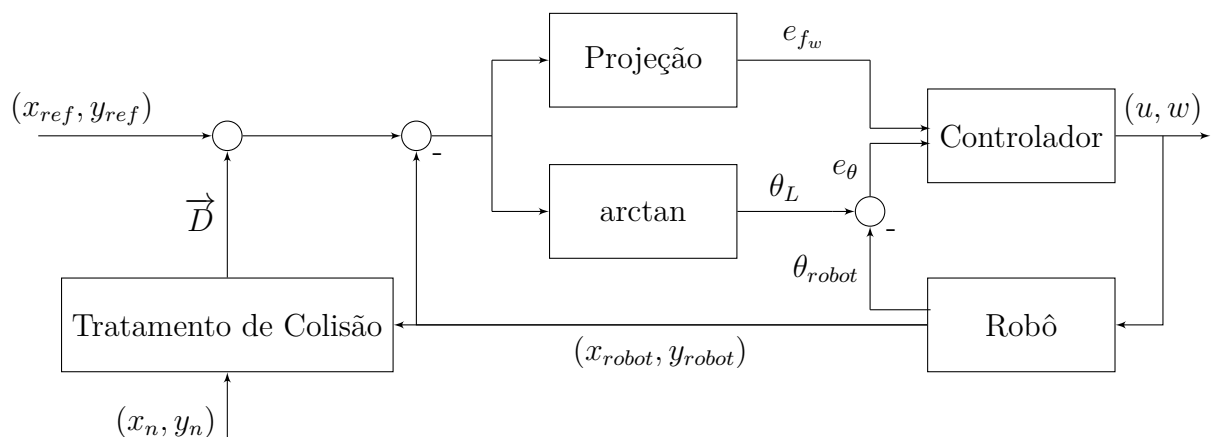 Projeção
e_{f_w}
(x_{ref}, y_{ref})
(u, w)
Controlador
-
e_θ
\overrightarrow{D}
arctan
θ_L
-
θ_{robot}
Tratamento de Colisão
Robô
(x_{robot}, y_{robot})
(x_n, y_n)